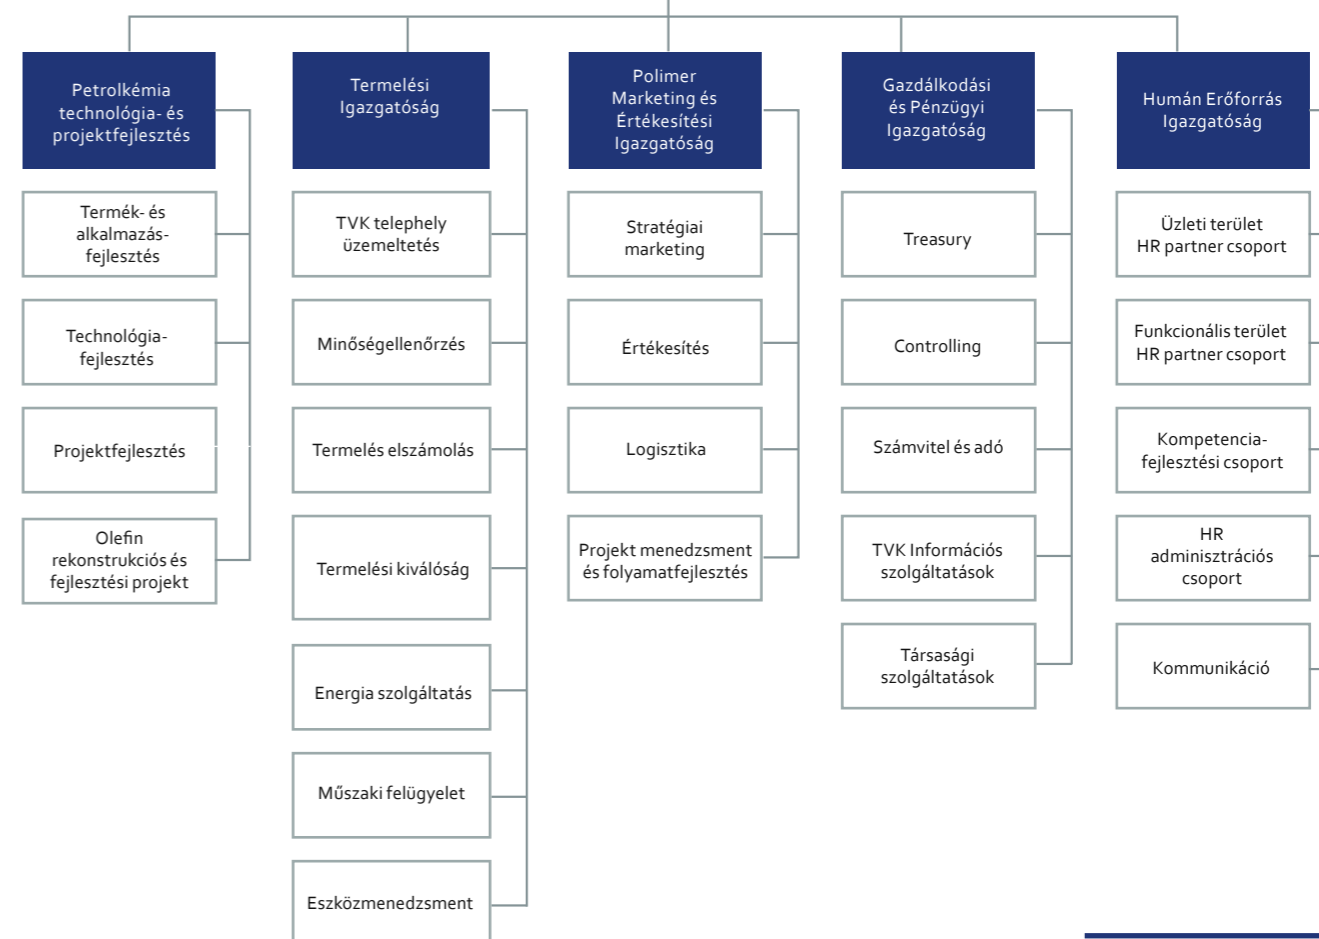 Petrolkémia
technológia- és
projektfejlesztés
Termék- és
alkalmazás-
fejlesztés
Technológia-
fejlesztés
Projektfejlesztés
Olefin
rekonstrukciós és
fejlesztési projekt
Termelési
Igazgatóság
TVK telephely
üzemeltetés
Minőségellenőrzés
Termelés elszámolás
Termelési kiválóság
Energia szolgáltatás
Műszaki felügyelet
Eszközmenedzsment
Polimer
Marketing és
Értékesítési
Igazgatóság
Stratégiai
marketing
Értékesítés
Logisztika
Projekt menedzsment
és folyamatfejlesztés
Gazdálkodási
és Pénzügyi
Igazgatóság
Treasury
Controlling
Számvitel és adó
TVK Információs
szolgáltatások
Társasági
szolgáltatások
Humán Erőforrás
Igazgatóság
Üzleti terület
HR partner csoport
Funkcionális terület
HR partner csoport
Kompetencia-
fejlesztési csoport
HR
adminisztrációs
csoport
Kommunikáció